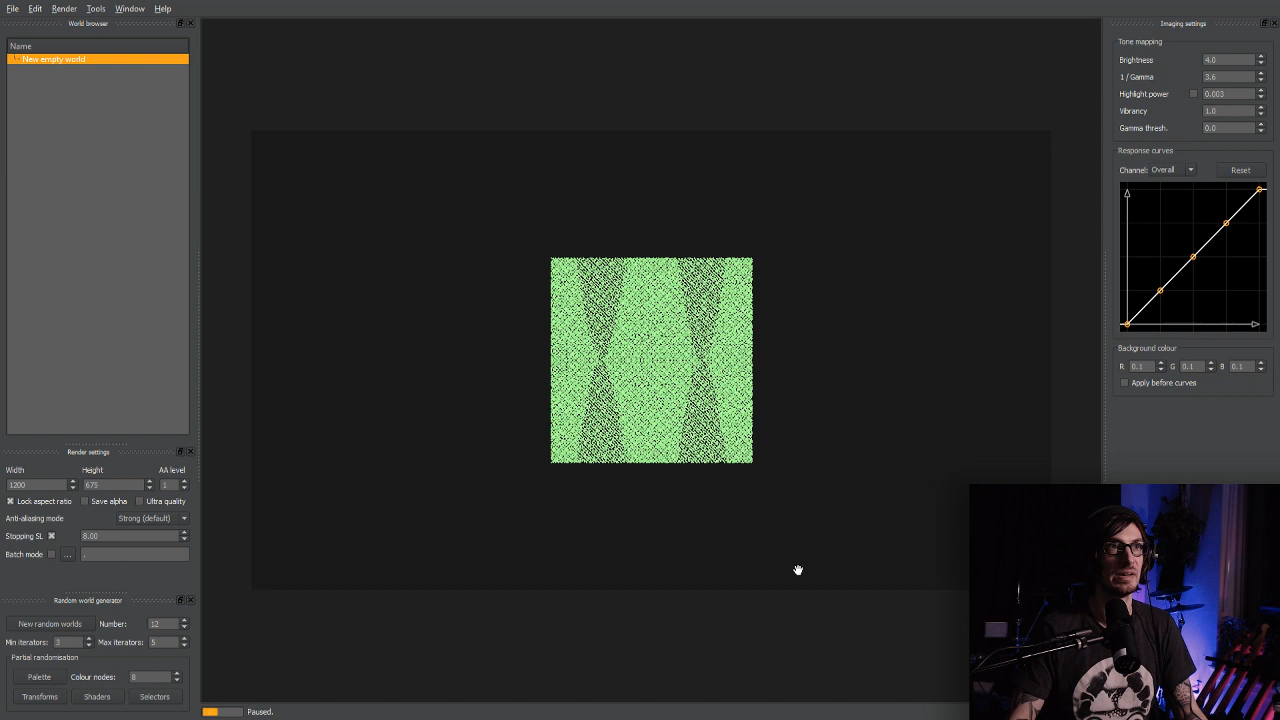 File Edit Render Tools Window Help
World browser
Name
New empty world
Render settings
Width Height AA level
1200 675 1
Lock aspect ratio Save alpha Ultra quality
Anti-aliasing mode Strong (default)
Stopping SL 8.00
Batch mode ... .
Random world generator
New random worlds Number: 12
Min iterators: 3 Max iterators: 5
Partial randomisation
Palette Colour nodes: 8
Transforms Shaders Selectors
Paused.
Imaging settings
Tone mapping
Brightness 4.0
1 / Gamma 3.6
Highlight power 0.003
Vibrancy 1.0
Gamma thresh. 0.0
Response curves
Channel: Overall Reset
Background colour
R 0.1 G 0.1 B 0.1
Apply before curves